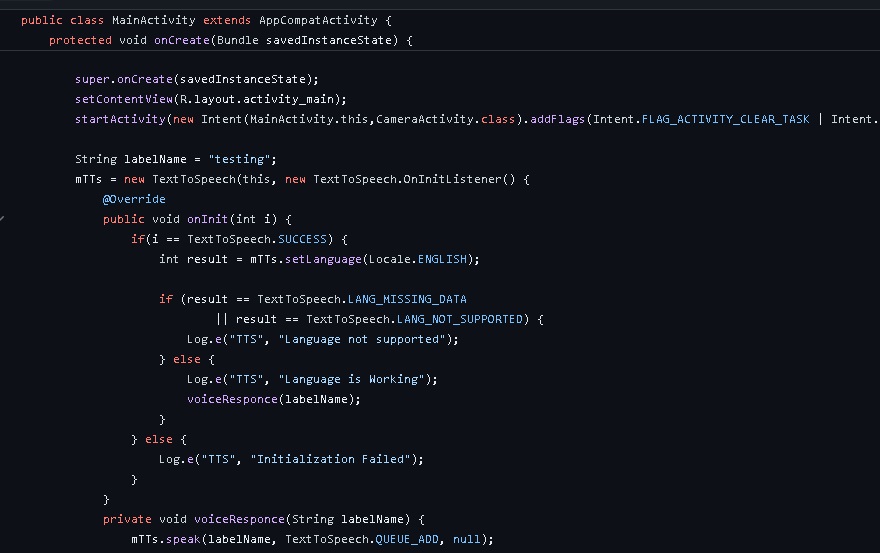 public class MainActivity extends AppCompatActivity {
protected void onCreate(Bundle savedInstanceState) {
super.onCreate(savedInstanceState);
setContentView(R.layout.activity_main);
startActivity(new Intent(MainActivity.this,CameraActivity.class).addFlags(Intent.FLAG_ACTIVITY_CLEAR_TASK | Intent.
String labelName = "testing";
mTTs = new TextToSpeech(this, new TextToSpeech.OnInitListener() {
@Override
public void onInit(int i) {
if(i == TextToSpeech.SUCCESS) {
int result = mTTs.setLanguage(Locale.ENGLISH);
if (result == TextToSpeech.LANG_MISSING_DATA
|| result == TextToSpeech.LANG_NOT_SUPPORTED) {
Log.e("TTS", "Language not supported");
} else {
Log.e("TTS", "Language is Working");
voiceResponce(labelName);
}
} else {
Log.e("TTS", "Initialization Failed");
}
}
private void voiceResponce(String labelName) {
mTTs.speak(labelName, TextToSpeech.QUEUE_ADD, null);